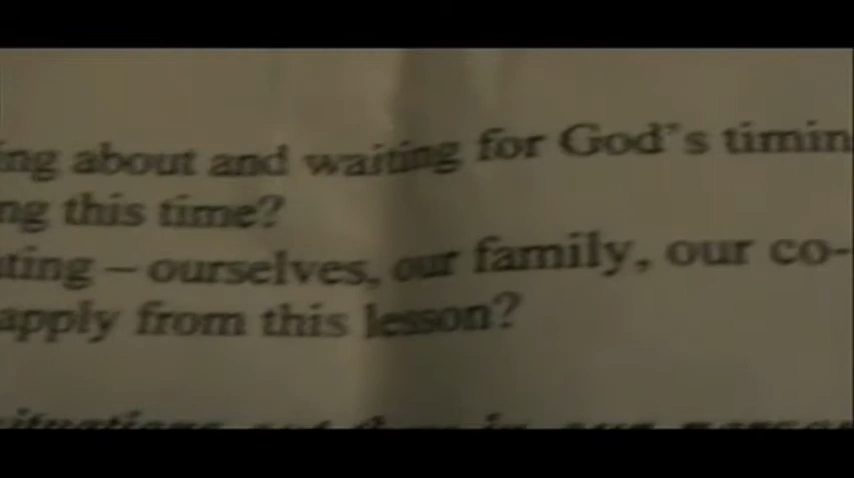 ing about and waiting for God's timin
ng this time?
ting – ourselves, our family, our co-
apply from this lesson?
situations